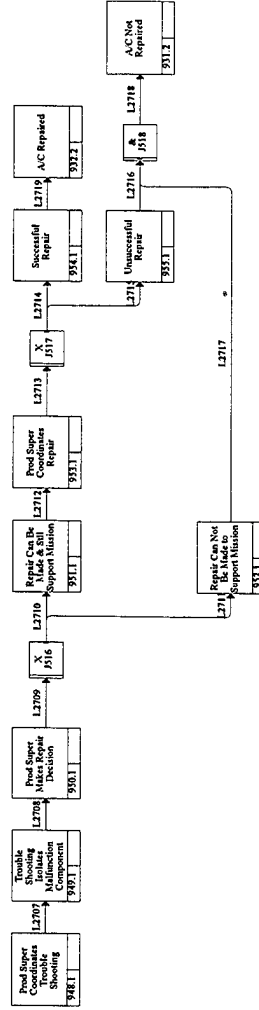 Prod Super
Coordinates
Trouble
Shooting
948.1
L2707
Trouble
Shooting
Isolates
Malfunction
Component
949.1
L2708
Prod Super
Makes Repair
Decision
950.1
L2709
X
J516
L2710
Repair Can Be
Made & Still
Support Mission
951.1
L2712
Prod Super
Coordinates
Repair
953.1
L2713
X
J517
L2714
Successful
Repair
954.1
L2719
A/C Repaired
932.2
L2715
Unsuccessful
Repair
955.1
L2716
&
J518
L2718
A/C Not
Repaired
931.2
L2711
Repair Can Not
Be Made to
Support Mission
952.1
L2717